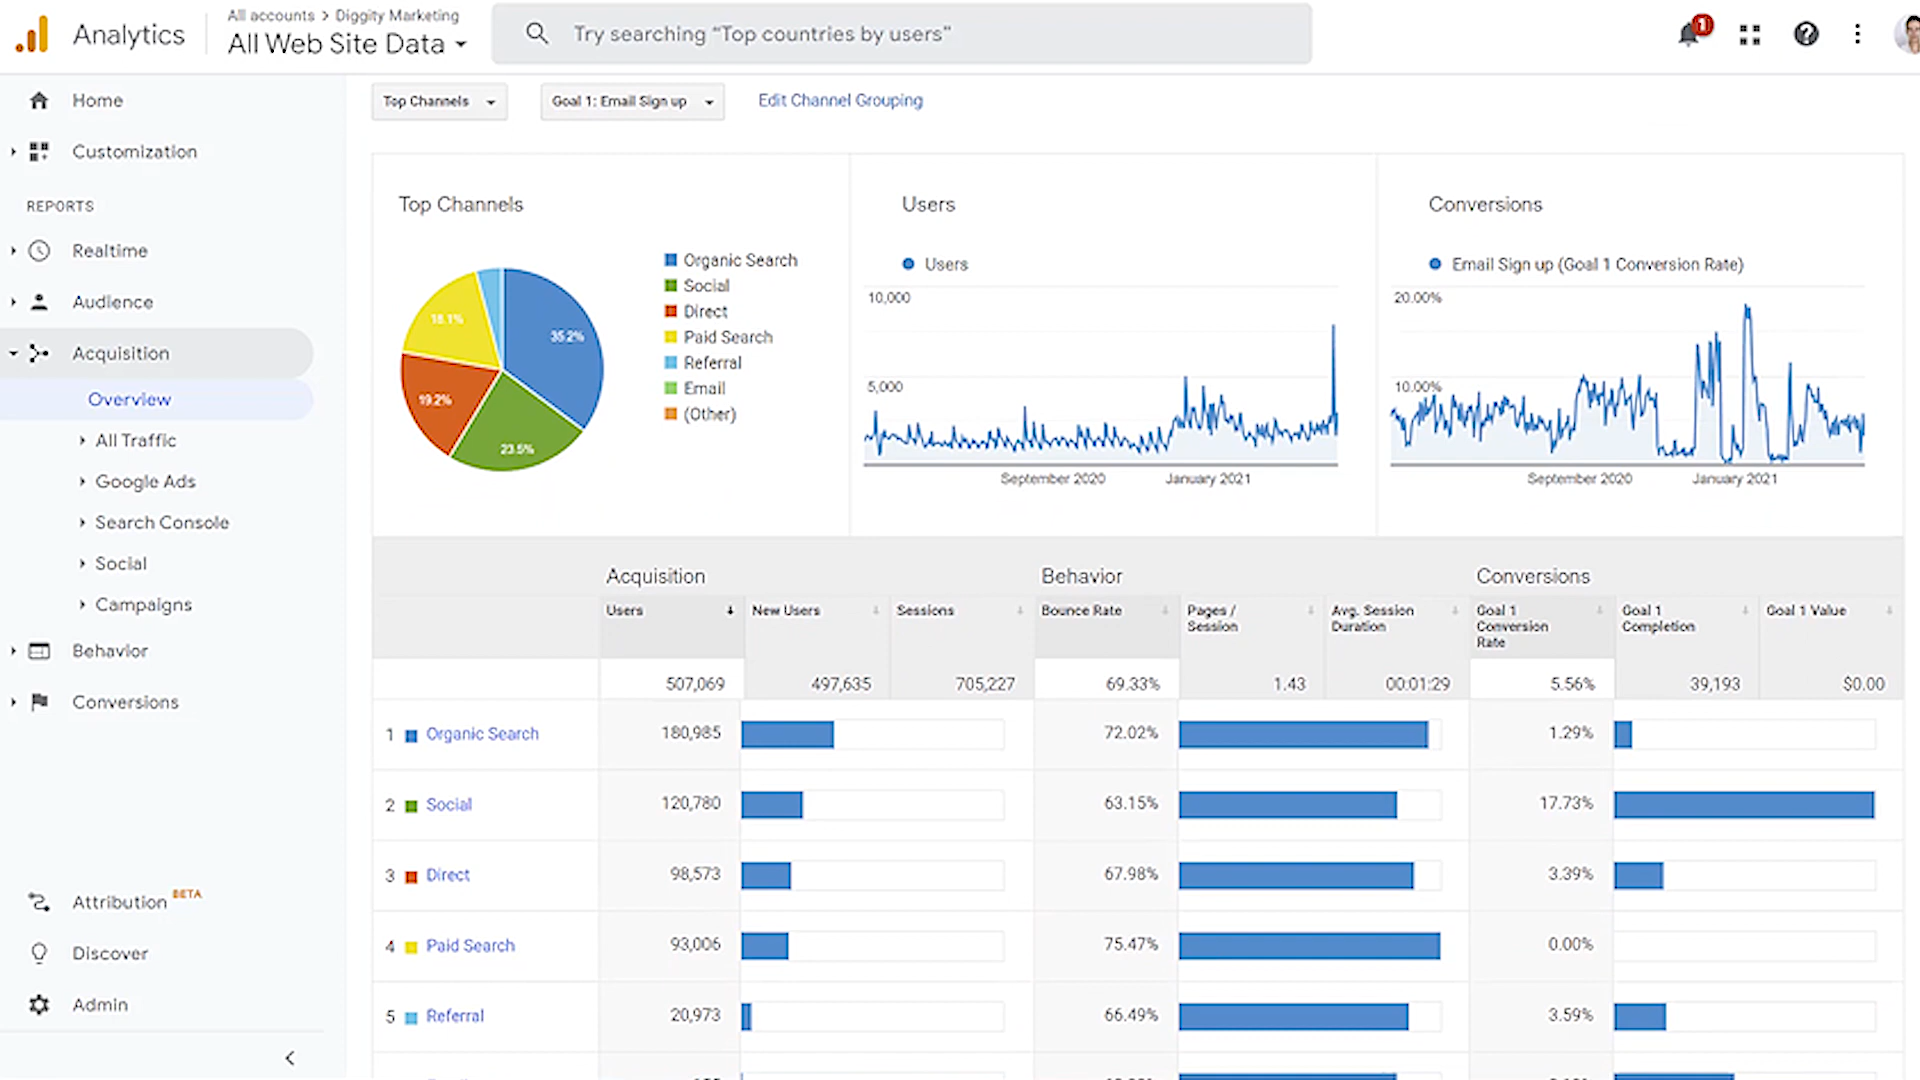 Analytics
All accounts > Diggity Marketing
All Web Site Data
Try searching “Top countries by users”
1
Home
Customization
REPORTS
Realtime
Audience
Acquisition
Overview
All Traffic
Google Ads
Search Console
Social
Campaigns
Behavior
Conversions
Attribution BETA
Discover
Admin
Top Channels
Goal 1: Email Sign up
Edit Channel Grouping
Top Channels
35.2%
23.5%
19.2%
18.1%
Organic Search
Social
Direct
Paid Search
Referral
Email
(Other)
Users
Users
10,000
5,000
September 2020 January 2021
Conversions
Email Sign up (Goal 1 Conversion Rate)
20.00%
10.00%
September 2020 January 2021
Acquisition Behavior Conversions
Users New Users Sessions Bounce Rate Pages / Session Avg. Session Duration Goal 1 Conversion Rate Goal 1 Completion Goal 1 Value
507,069 497,635 705,227 69.33% 1.43 00:01:29 5.56% 39,193 $0.00
1 Organic Search 180,985 72.02% 1.29%
2 Social 120,780 63.15% 17.73%
3 Direct 98,573 67.98% 3.39%
4 Paid Search 93,006 75.47% 0.00%
5 Referral 20,973 66.49% 3.59%